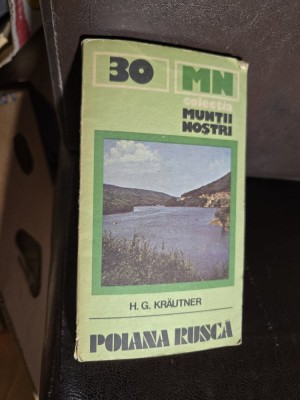 30 MN
colecția
MUNȚII
NOȘTRI
H. G. KRÄUTNER
POIANA RUSCĂ